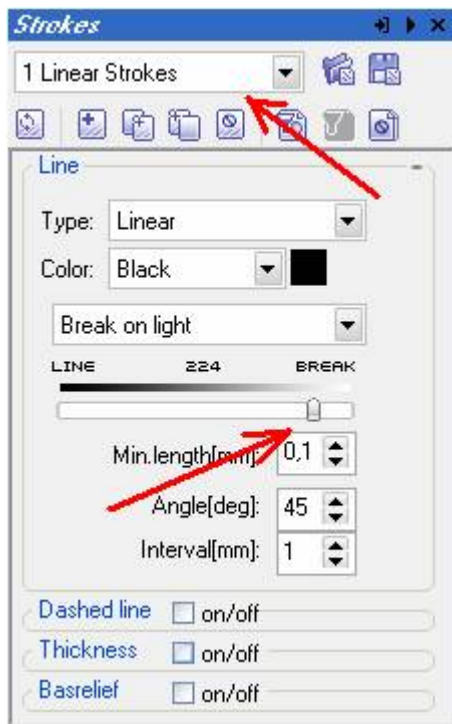 Strokes
1 Linear Strokes
Line
Type: Linear
Color: Black
Break on light
LINE 224 BREAK
Min.length[mm]: 0,1
Angle[deg]: 45
Interval[mm]: 1
Dashed line on/off
Thickness on/off
Basrelief on/off